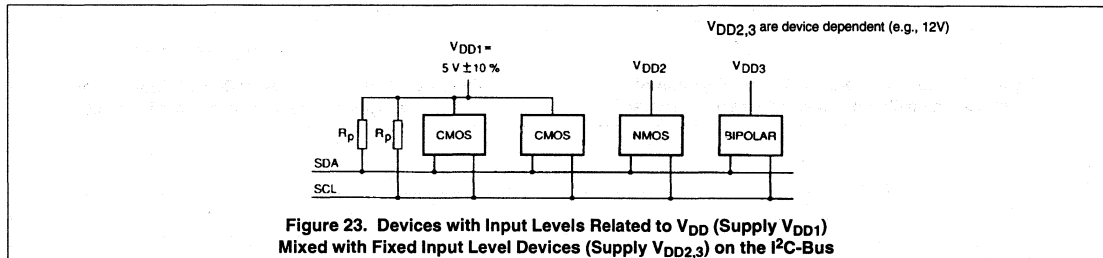 VDD2,3 are device dependent (e.g., 12V)
VDD1 =
5 V ± 10 %
VDD2
VDD3
Rp
Rp
CMOS
CMOS
NMOS
BIPOLAR
SDA
SCL
Figure 23. Devices with Input Levels Related to VDD (Supply VDD1)
Mixed with Fixed Input Level Devices (Supply VDD2,3) on the I²C-Bus